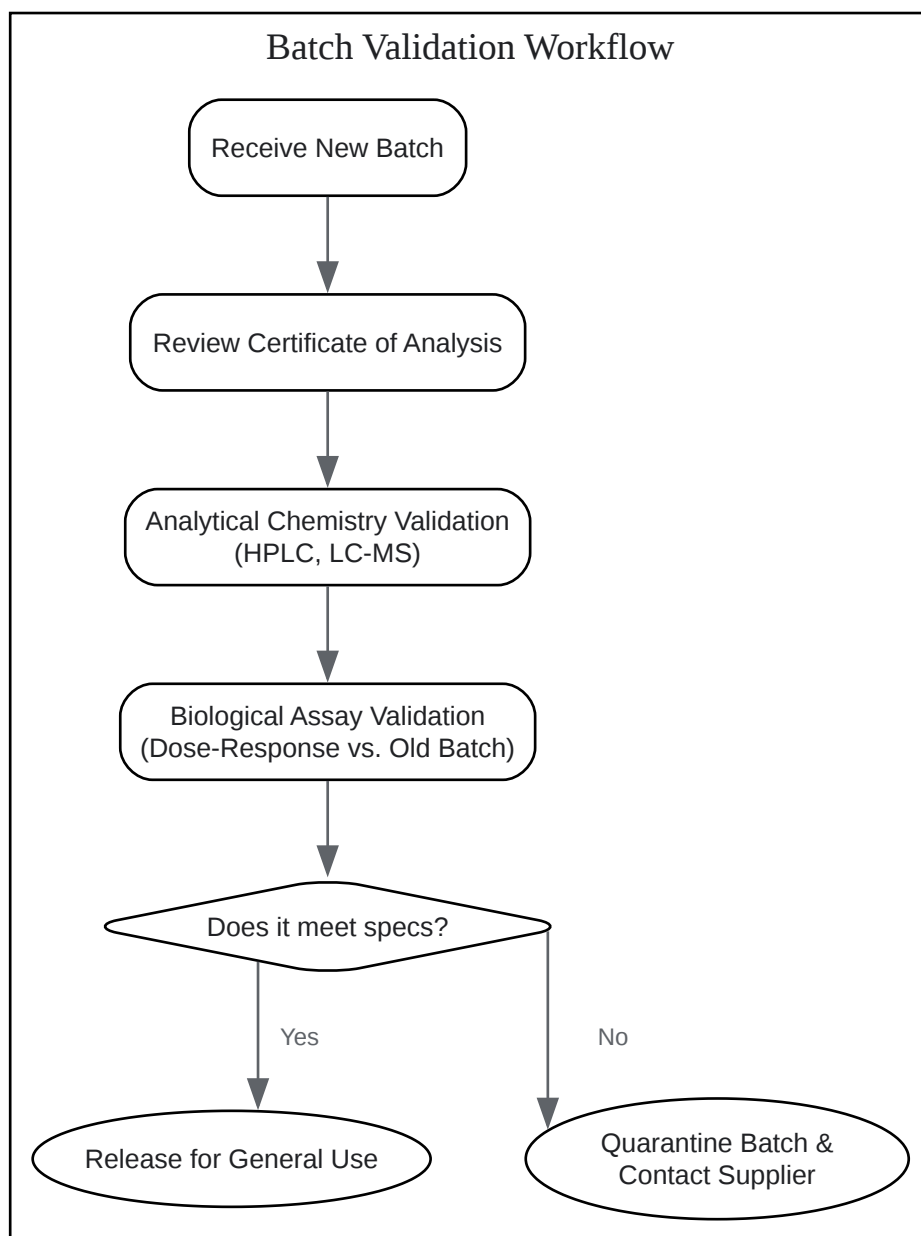 Batch Validation Workflow
Receive New Batch
Review Certificate of Analysis
Analytical Chemistry Validation
(HPLC, LC-MS)
Biological Assay Validation
(Dose-Response vs. Old Batch)
Does it meet specs?
Yes
No
Release for General Use
Quarantine Batch &
Contact Supplier